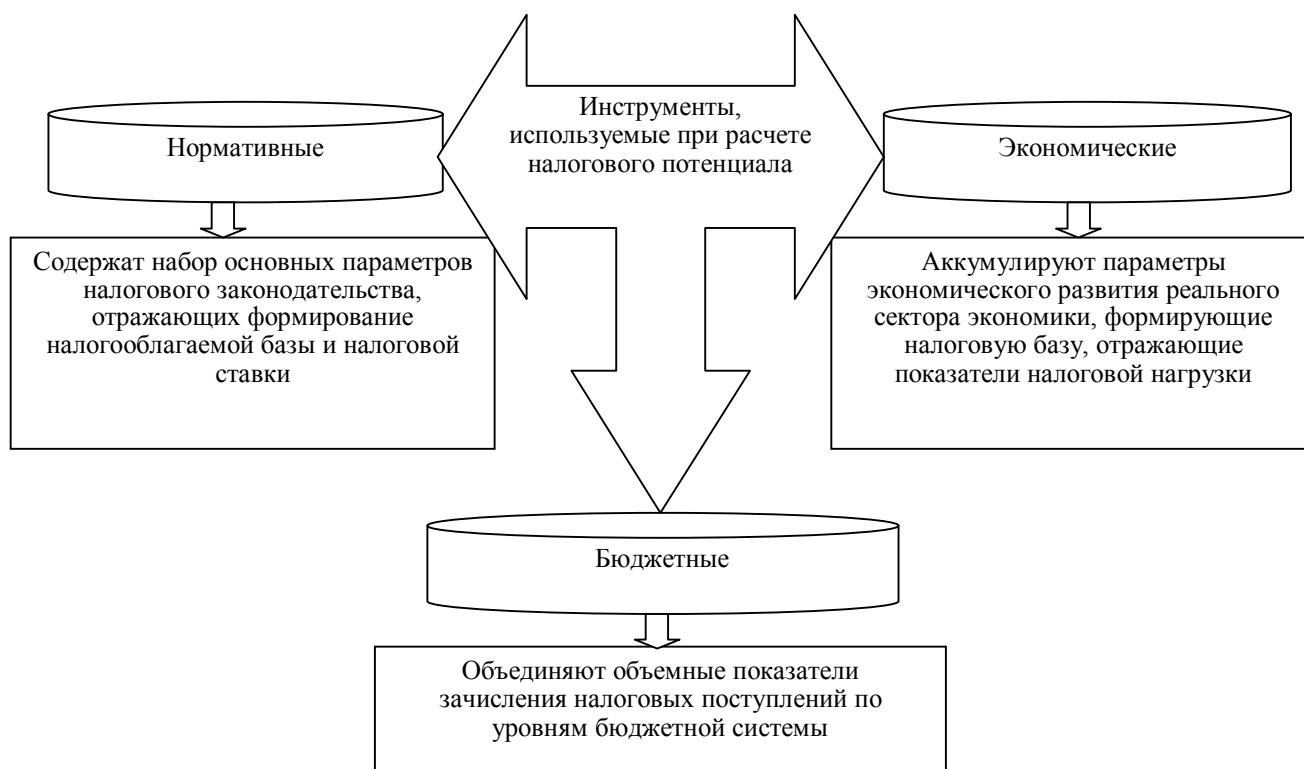 Инструменты,
используемые при расчете
налогового потенциала
Нормативные
Содержат набор основных параметров
налогового законодательства,
отражающих формирование
налогооблагаемой базы и налоговой
ставки
Экономические
Аккумулируют параметры
экономического развития реального
сектора экономики, формирующие
налоговую базу, отражающие
показатели налоговой нагрузки
Бюджетные
Объединяют объемные показатели
зачисления налоговых поступлений по
уровням бюджетной системы